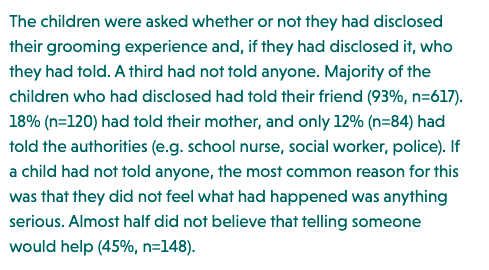 The children were asked whether or not they had disclosed
their grooming experience and, if they had disclosed it, who
they had told. A third had not told anyone. Majority of the
children who had disclosed had told their friend (93%, n=617).
18% (n=120) had told their mother, and only 12% (n=84) had
told the authorities (e.g. school nurse, social worker, police). If
a child had not told anyone, the most common reason for this
was that they did not feel what had happened was anything
serious. Almost half did not believe that telling someone
would help (45%, n=148).